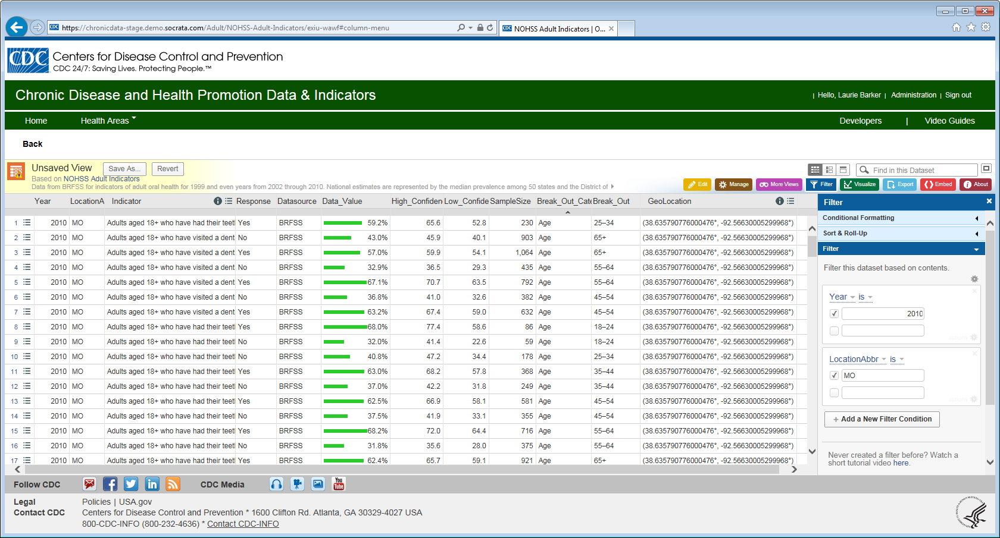 https://chronicdata-stage.demo.socrata.com/Adult/NOHSS-Adult-Indicators/exiu-wawf#column-menu
NOHSS Adult Indicators | O...
CDC
Centers for Disease Control and Prevention
CDC 24/7: Saving Lives. Protecting People.™
Chronic Disease and Health Promotion Data & Indicators
| Hello, Laurie Barker | Administration | Sign out
Home Health Areas Developers | Video Guides
Back
Unsaved View Save As... Revert
Find in this Dataset
Based on NOHSS Adult Indicators
Data from BRFSS for indicators of adult oral health for 1999 and even years from 2002 through 2010. National estimates are represented by the median prevalence among 50 states and the District of
Edit Manage More Views Filter Visualize Export Embed About
Year LocationA Indicator Response Datasource Data_Value High_Confiden Low_Confide SampleSize Break_Out_Cate Break_Out GeoLocation
1 2010 MO Adults aged 18+ who have had their teet Yes BRFSS 59.2% 65.6 52.8 230 Age 25–34 (38.635790776000476°, -92.56630005299968°)
2 2010 MO Adults aged 18+ who have visited a dent No BRFSS 43.0% 45.9 40.1 903 Age 65+ (38.635790776000476°, -92.56630005299968°)
3 2010 MO Adults aged 18+ who have visited a dent Yes BRFSS 57.0% 59.9 54.1 1,064 Age 65+ (38.635790776000476°, -92.56630005299968°)
4 2010 MO Adults aged 18+ who have visited a dent No BRFSS 32.9% 36.5 29.3 435 Age 55–64 (38.635790776000476°, -92.56630005299968°)
5 2010 MO Adults aged 18+ who have visited a dent Yes BRFSS 67.1% 70.7 63.5 792 Age 55–64 (38.635790776000476°, -92.56630005299968°)
6 2010 MO Adults aged 18+ who have visited a dent No BRFSS 36.8% 41.0 32.6 382 Age 45–54 (38.635790776000476°, -92.56630005299968°)
7 2010 MO Adults aged 18+ who have visited a dent Yes BRFSS 63.2% 67.4 59.0 632 Age 45–54 (38.635790776000476°, -92.56630005299968°)
8 2010 MO Adults aged 18+ who have had their teet Yes BRFSS 68.0% 77.4 58.6 86 Age 18–24 (38.635790776000476°, -92.56630005299968°)
9 2010 MO Adults aged 18+ who have had their teet No BRFSS 32.0% 41.4 22.6 59 Age 18–24 (38.635790776000476°, -92.56630005299968°)
10 2010 MO Adults aged 18+ who have had their teet No BRFSS 40.8% 47.2 34.4 178 Age 25–34 (38.635790776000476°, -92.56630005299968°)
11 2010 MO Adults aged 18+ who have had their teet Yes BRFSS 63.0% 68.2 57.8 368 Age 35–44 (38.635790776000476°, -92.56630005299968°)
12 2010 MO Adults aged 18+ who have had their teet No BRFSS 37.0% 42.2 31.8 249 Age 35–44 (38.635790776000476°, -92.56630005299968°)
13 2010 MO Adults aged 18+ who have had their teet Yes BRFSS 62.5% 66.9 58.1 581 Age 45–54 (38.635790776000476°, -92.56630005299968°)
14 2010 MO Adults aged 18+ who have had their teet No BRFSS 37.5% 41.9 33.1 355 Age 45–54 (38.635790776000476°, -92.56630005299968°)
15 2010 MO Adults aged 18+ who have had their teet Yes BRFSS 68.2% 72.0 64.4 716 Age 55–64 (38.635790776000476°, -92.56630005299968°)
16 2010 MO Adults aged 18+ who have had their teet No BRFSS 31.8% 35.6 28.0 375 Age 55–64 (38.635790776000476°, -92.56630005299968°)
17 2010 MO Adults aged 18+ who have had their teet Yes BRFSS 62.4% 65.7 59.1 921 Age 65+ (38.635790776000476°, -92.56630005299968°)
Filter
Conditional Formatting
Sort & Roll-Up
Filter
Filter this dataset based on contents.
Year is
2010
LocationAbbr is
MO
+ Add a New Filter Condition
Never created a filter before? Watch a
short tutorial video here.
Follow CDC CDC Media You Tube
Legal Policies | USA.gov
Contact CDC Centers for Disease Control and Prevention * 1600 Clifton Rd. Atlanta, GA 30329-4027 USA
800-CDC-INFO (800-232-4636) * Contact CDC-INFO